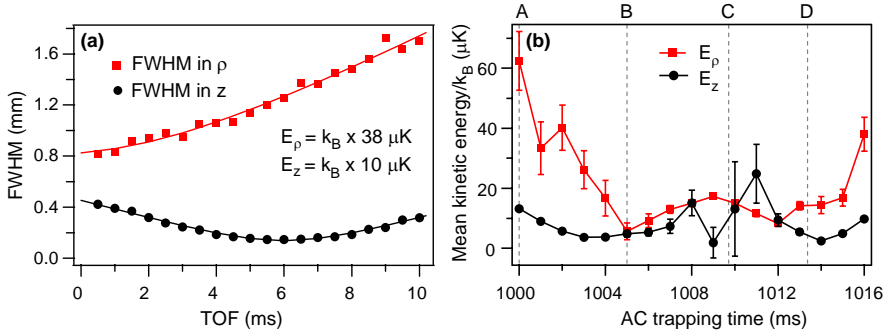 (a)
FWHM in ρ
FWHM in z
E_ρ = k_B x 38 μK
E_z = k_B x 10 μK
FWHM (mm)
1.6
1.2
0.8
0.4
0.0
0
2
4
6
8
10
TOF (ms)
A
B
C
D
(b)
E_ρ
E_z
Mean kinetic energy/k_B (μK)
60
40
20
0
1000
1004
1008
1012
1016
AC trapping time (ms)